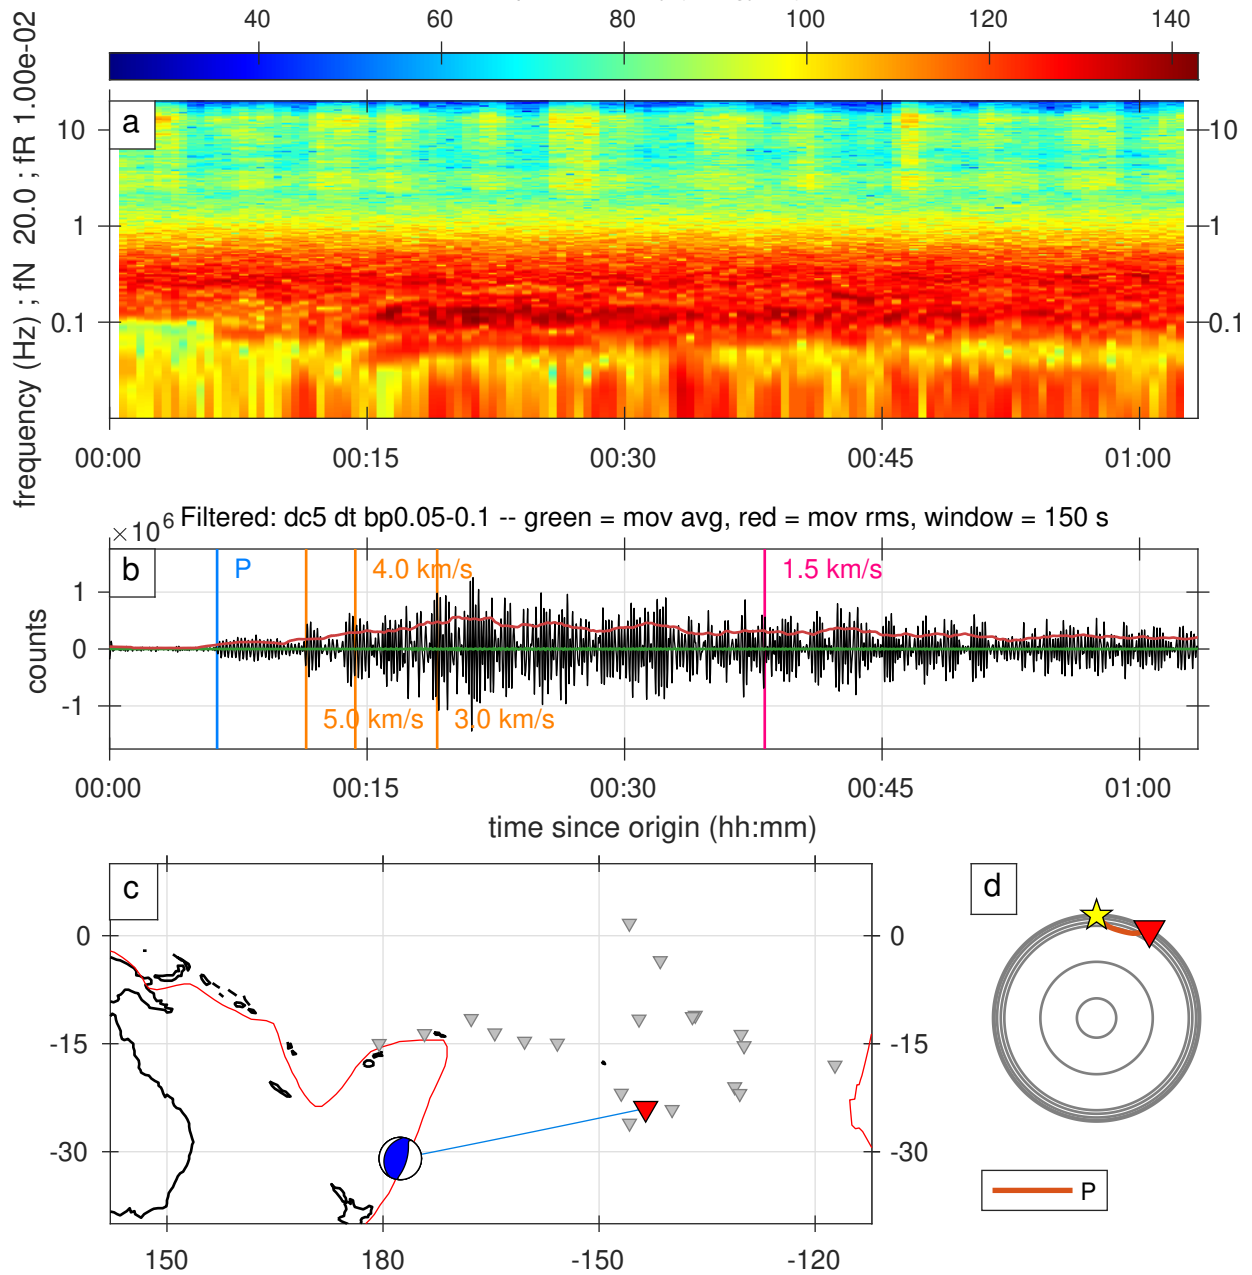 40 60 80 100 120 140
frequency (Hz) ; fN 20.0 ; fR 1.00e-02
a
10 10
1 1
0.1 0.1
00:00 00:15 00:30 00:45 01:00
×10^6 Filtered: dc5 dt bp0.05-0.1 -- green = mov avg, red = mov rms, window = 150 s
b
P 4.0 km/s 1.5 km/s
counts
1
0
-1
5.0 km/s 3.0 km/s
00:00 00:15 00:30 00:45 01:00
time since origin (hh:mm)
c
d
0 0
-15 -15
-30 -30
150 180 -150 -120
P